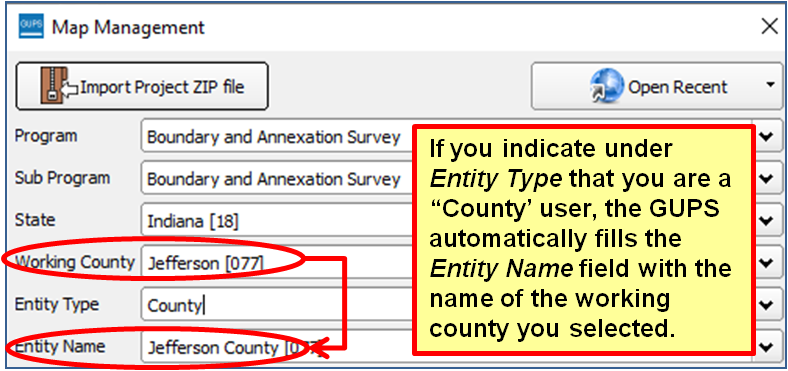 GUPS Map Management
Import Project ZIP file
Open Recent
Program Boundary and Annexation Survey
Sub Program Boundary and Annexation Survey
State Indiana [18]
Working County Jefferson [077]
Entity Type County
Entity Name Jefferson County [077]
If you indicate under
Entity Type that you are a
“County’ user, the GUPS
automatically fills the
Entity Name field with the
name of the working
county you selected.